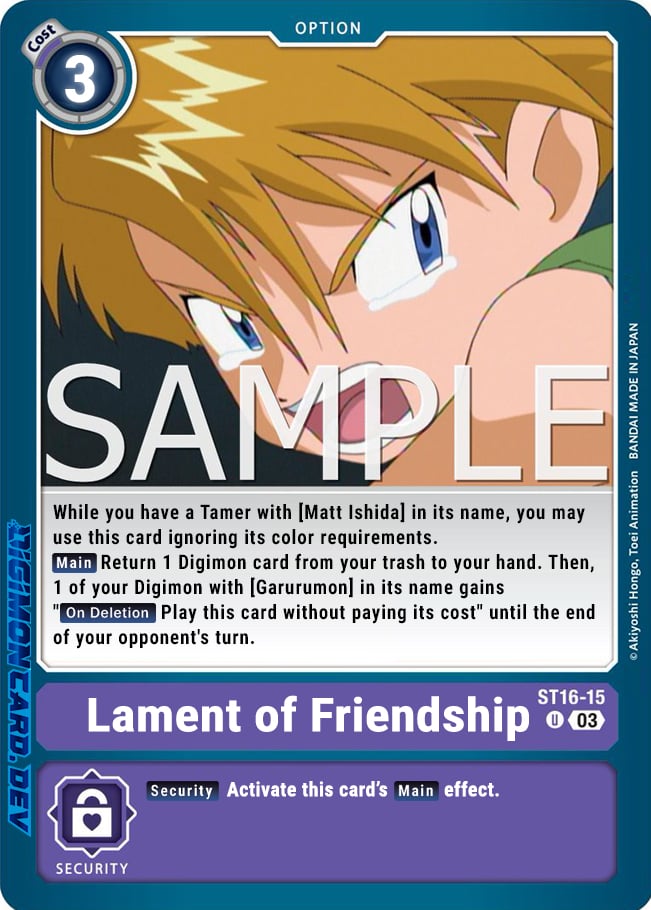 OPTION
Cost
3
SAMPLE
While you have a Tamer with [Matt Ishida] in its name, you may
use this card ignoring its color requirements.
Main Return 1 Digimon card from your trash to your hand. Then,
1 of your Digimon with [Garurumon] in its name gains
"On Deletion Play this card without paying its cost" until the end
of your opponent's turn.
©Akiyoshi Hongo, Toei Animation BANDAI MADE IN JAPAN
DIGIMONCARD.DEV
ST16-15
Lament of Friendship
U 03
Security Activate this card's Main effect.
SECURITY